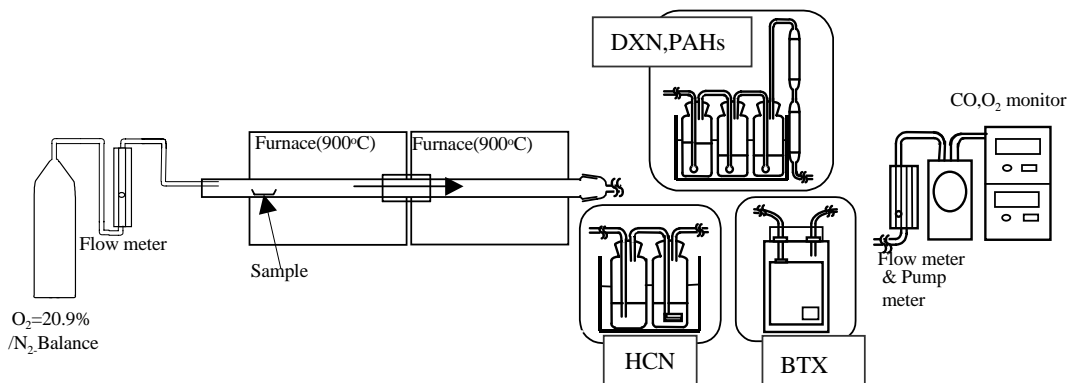 DXN,PAHs
CO,O₂ monitor
Furnace(900°C)
Furnace(900°C)
Flow meter
Sample
O₂=20.9%
/N₂-Balance
HCN
BTX
Flow meter
& Pump
meter